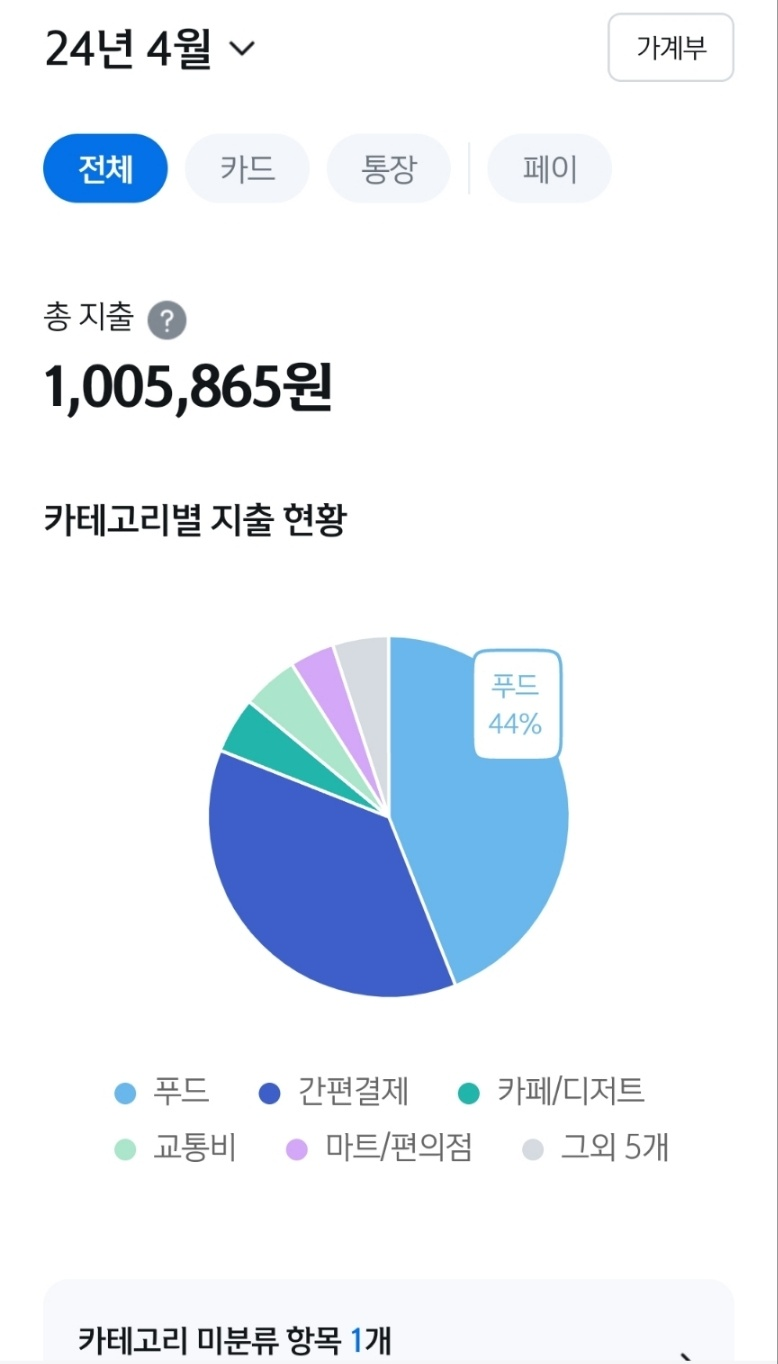 24년 4월
가계부
전체 카드 통장 페이
총 지출 ?
1,005,865원
카테고리별 지출 현황
푸드
44%
푸드 간편결제 카페/디저트
교통비 마트/편의점 그외 5개
카테고리 미분류 항목 1개